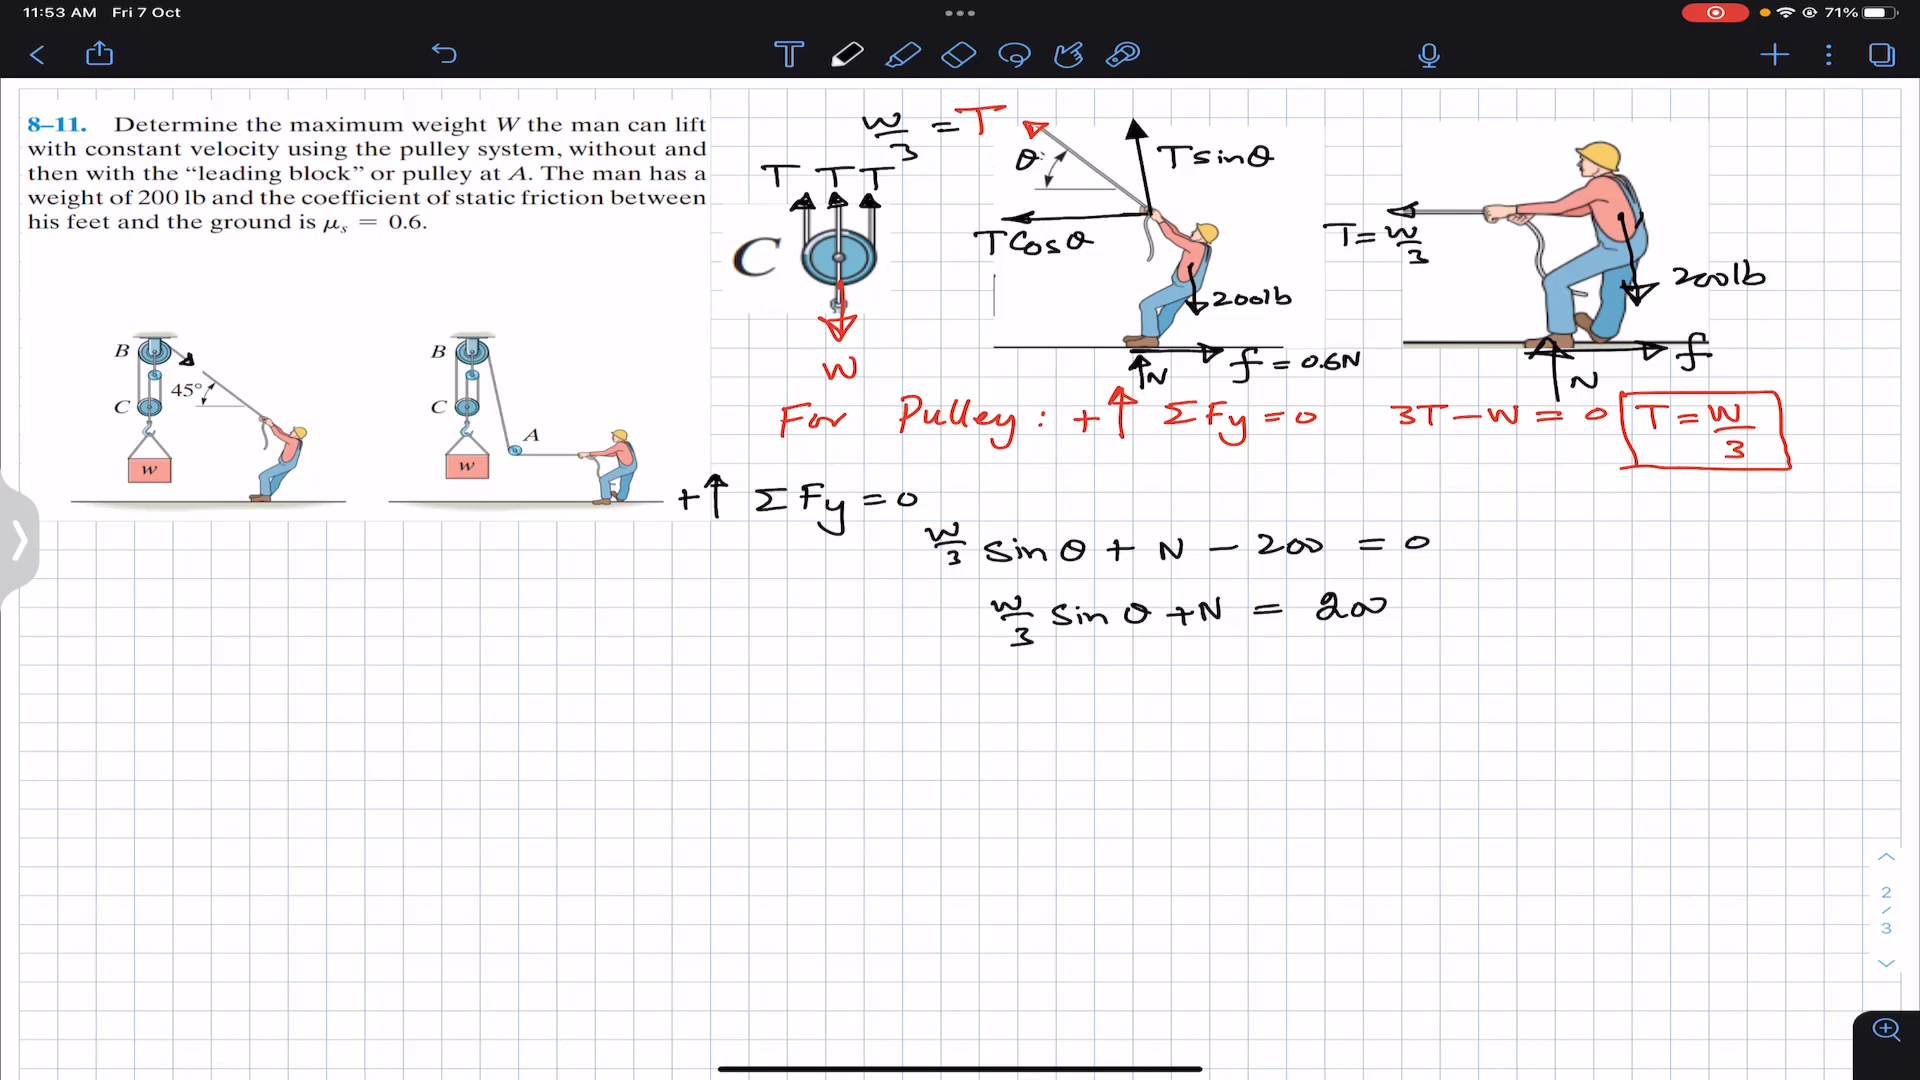 11:53 AM Fri 7 Oct
71%
8–11. Determine the maximum weight W the man can lift
with constant velocity using the pulley system, without and
then with the “leading block” or pulley at A. The man has a
weight of 200 lb and the coefficient of static friction between
his feet and the ground is μs = 0.6.
B
45°
C
W
B
C
A
W
W/3 = T
T T T
C
W
θ
T sinθ
T cosθ
200lb
N
f = 0.6N
T = W/3
200lb
f
N
For Pulley: +↑ ΣFy = 0 3T – W = 0 T = W/3
+↑ ΣFy = 0
W/3 sin θ + N – 200 = 0
W/3 sin θ + N = 200
2
/
3